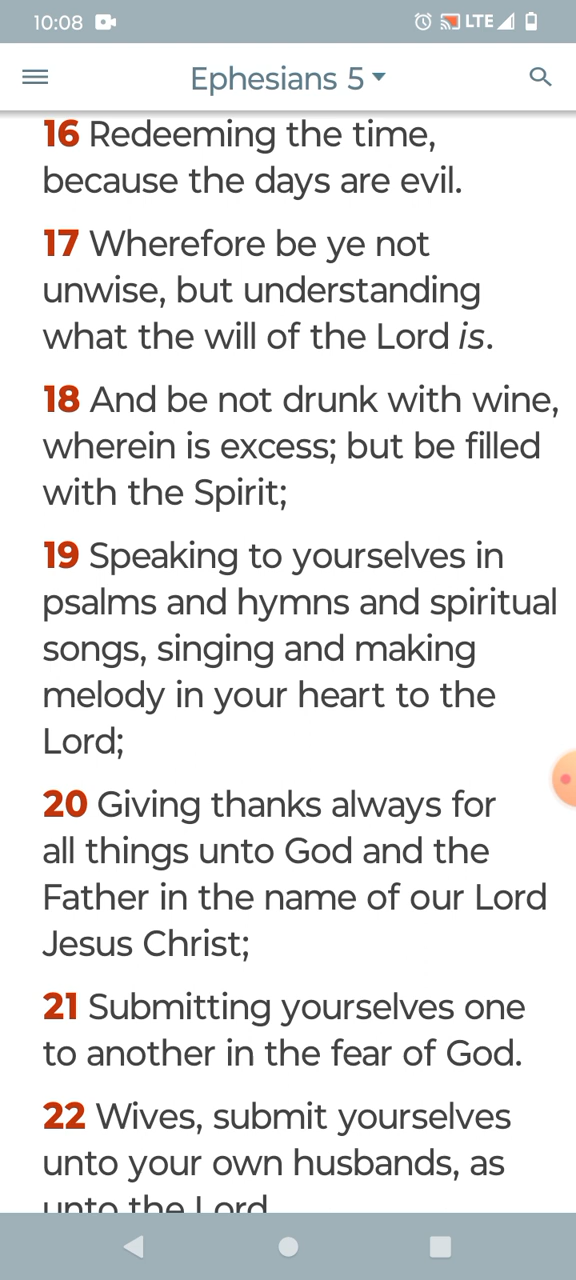 10:08 LTE
Ephesians 5
16 Redeeming the time,
because the days are evil.
17 Wherefore be ye not
unwise, but understanding
what the will of the Lord is.
18 And be not drunk with wine,
wherein is excess; but be filled
with the Spirit;
19 Speaking to yourselves in
psalms and hymns and spiritual
songs, singing and making
melody in your heart to the
Lord;
20 Giving thanks always for
all things unto God and the
Father in the name of our Lord
Jesus Christ;
21 Submitting yourselves one
to another in the fear of God.
22 Wives, submit yourselves
unto your own husbands, as
unto the Lord